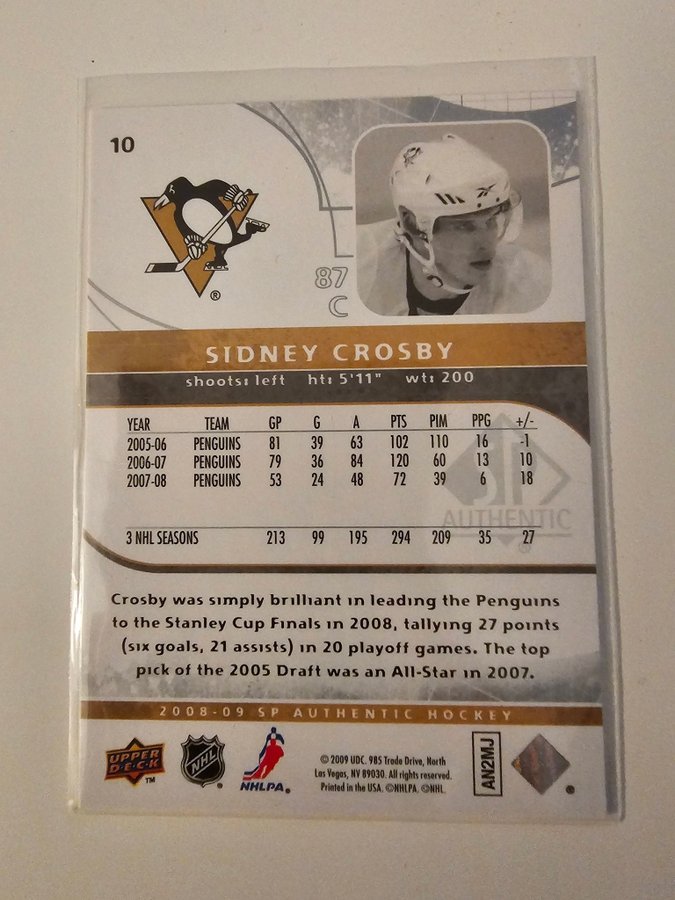 10
87
C
SIDNEY CROSBY
shoots: left ht: 5'11" wt: 200
YEAR TEAM GP G A PTS PIM PPG +/-
2005-06 PENGUINS 81 39 63 102 110 16 -1
2006-07 PENGUINS 79 36 84 120 60 13 10
2007-08 PENGUINS 53 24 48 72 39 6 18
SP
AUTHENTIC
3 NHL SEASONS 213 99 195 294 209 35 27
Crosby was simply brilliant in leading the Penguins
to the Stanley Cup Finals in 2008, tallying 27 points
(six goals, 21 assists) in 20 playoff games. The top
pick of the 2005 Draft was an All-Star in 2007.
2008-09 SP AUTHENTIC HOCKEY
UPPER
DECK
TM
NHL
NHLPA®
© 2009 UDC. 985 Trade Drive, North
Las Vegas, NV 89030. All rights reserved.
Printed in the USA. ©NHLPA. ©NHL.
AN2MJ